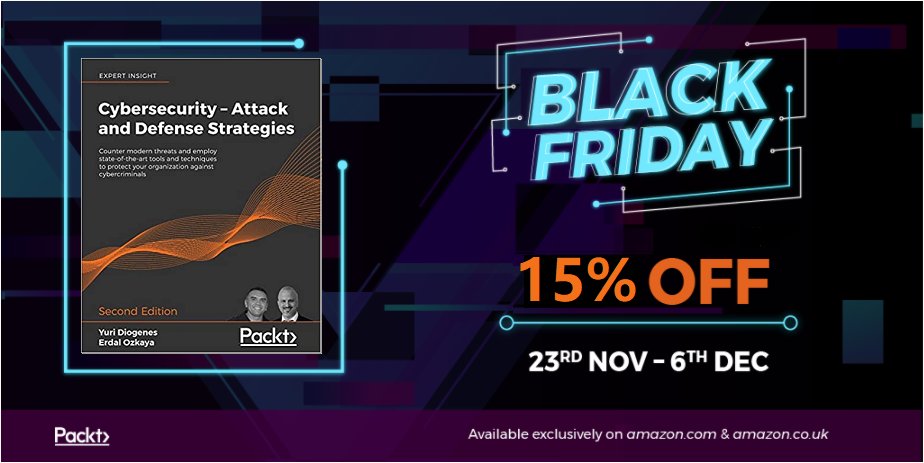 EXPERT INSIGHT
Cybersecurity – Attack
and Defense Strategies
Counter modern threats and employ
state-of-the-art tools and techniques
to protect your organization against
cybercriminals
Second Edition
Yuri Diogenes
Erdal Ozkaya
Packt>
BLACK
FRIDAY
15% OFF
23RD NOV – 6TH DEC
Packt>
Available exclusively on amazon.com & amazon.co.uk